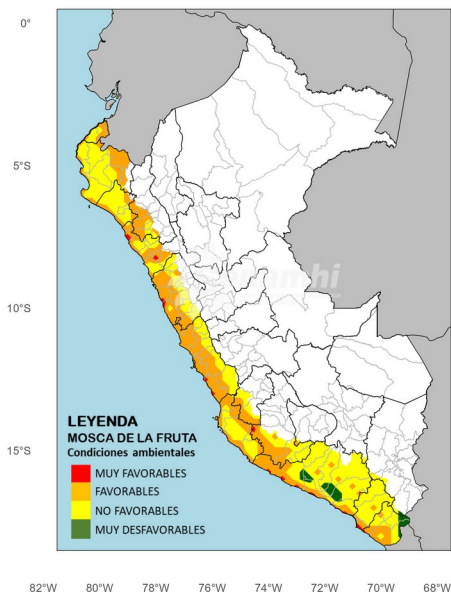 0°
5°S
10°S
15°S
LEYENDA
MOSCA DE LA FRUTA
Condiciones ambientales
MUY FAVORABLES
FAVORABLES
NO FAVORABLES
MUY DESFAVORABLES
82°W 80°W 78°W 76°W 74°W 72°W 70°W 68°W